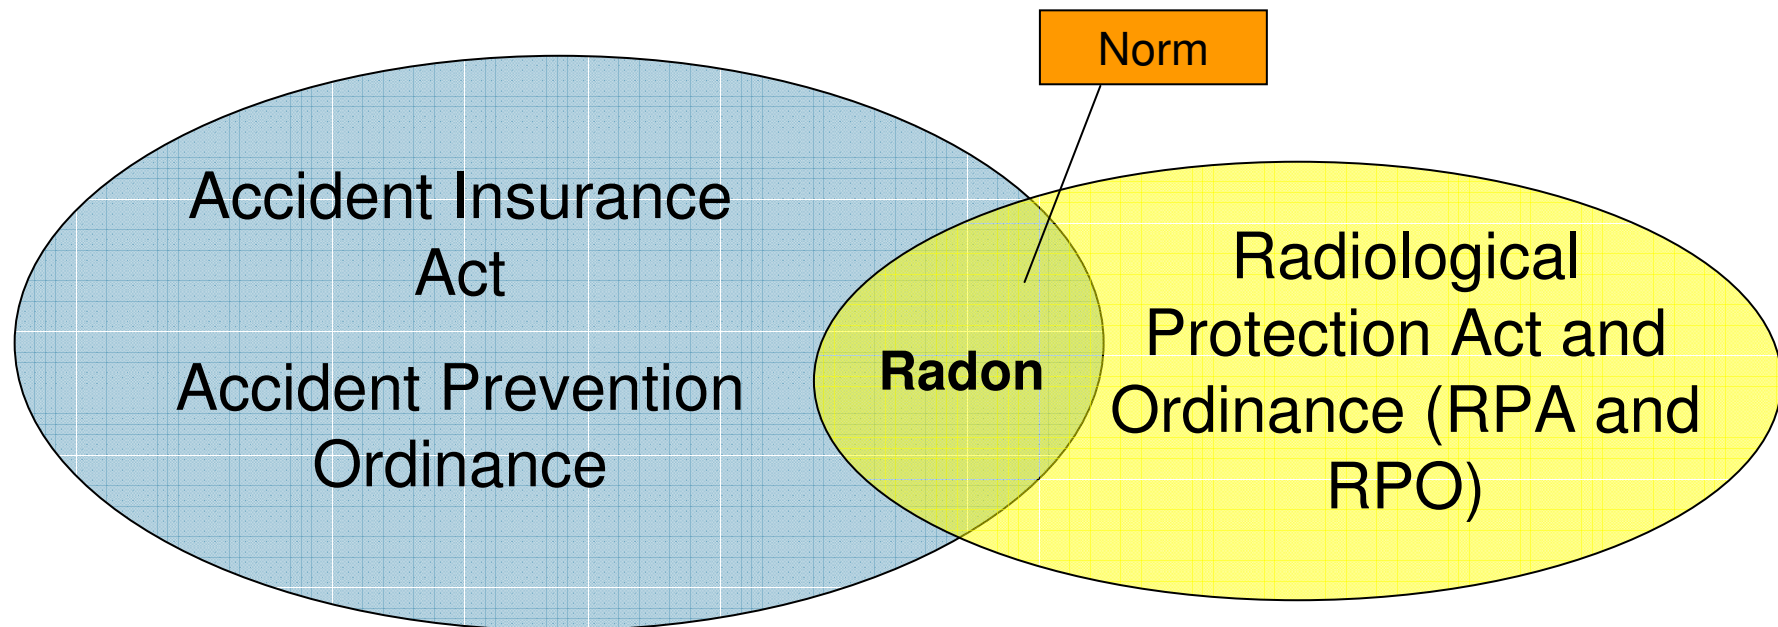 Norm
Accident Insurance
Act
Accident Prevention
Ordinance
Radon
Radiological
Protection Act and
Ordinance (RPA and
RPO)